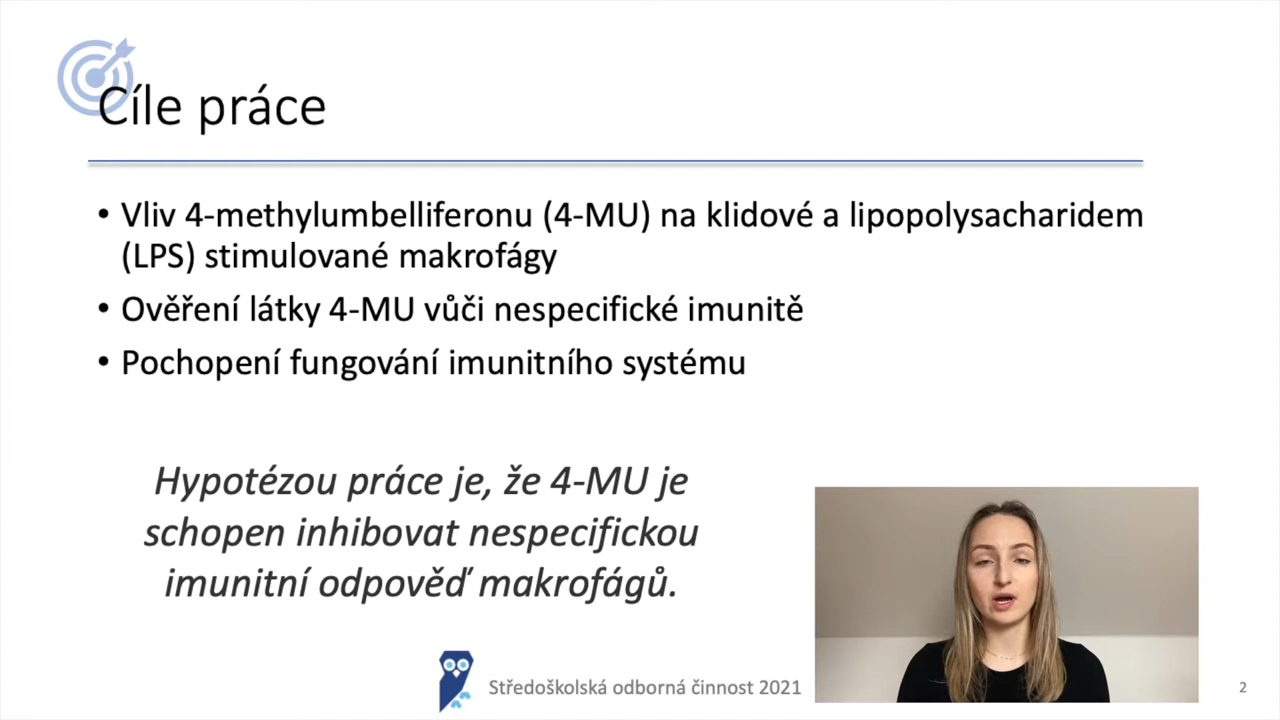 Cíle práce
• Vliv 4-methylumbelliferonu (4-MU) na klidové a lipopolysacharidem
(LPS) stimulované makrofágy
• Ověření látky 4-MU vůči nespecifické imunitě
• Pochopení fungování imunitního systému
Hypotézou práce je, že 4-MU je
schopen inhibovat nespecifickou
imunitní odpověď makrofágů.
Středoškolská odborná činnost 2021
2